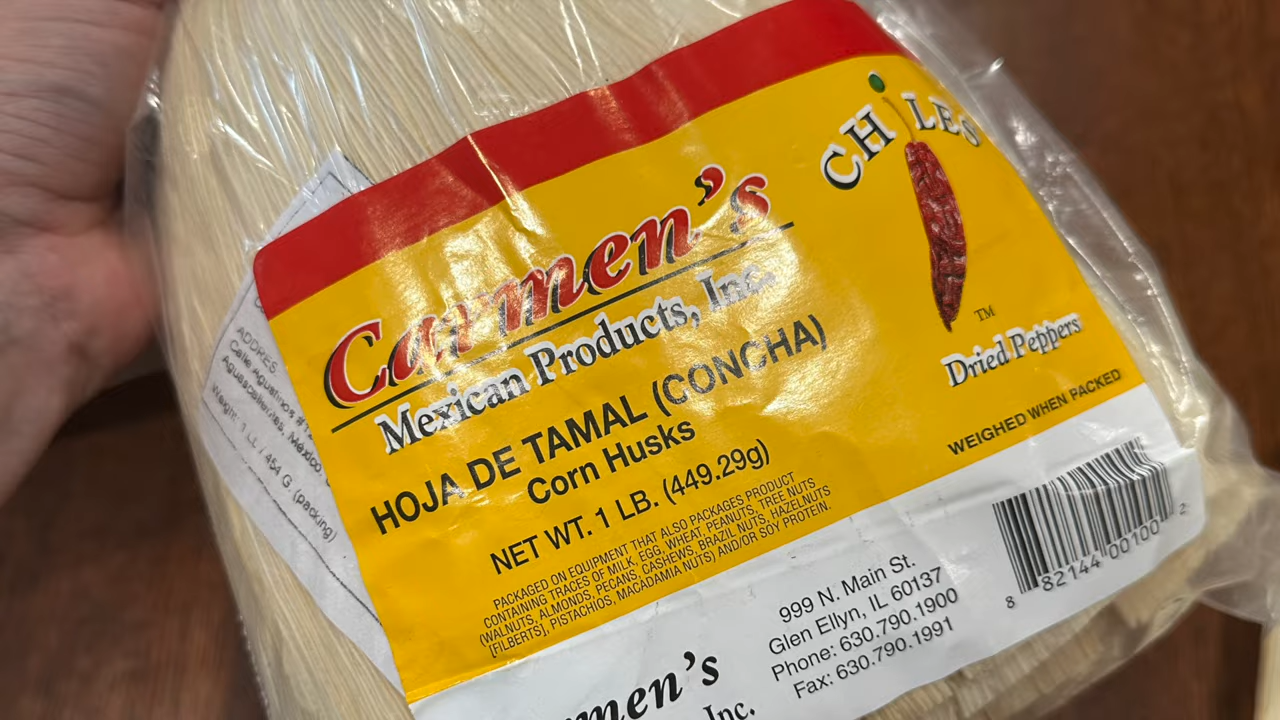 Carmen's
Mexican Products, Inc.
HOJA DE TAMAL (CONCHA)
Corn Husks
NET WT. 1 LB. (449.29g)
PACKAGED ON EQUIPMENT THAT ALSO PACKAGES PRODUCT
CONTAINING TRACES OF MILK, EGG, WHEAT, PEANUTS, TREE NUTS
(WALNUTS, ALMONDS, PECANS, CASHEWS, BRAZIL NUTS, HAZELNUTS
[FILBERTS], PISTACHIOS, MACADAMIA NUTS) AND/OR SOY PROTEIN.
CHILES
TM
Dried Peppers
WEIGHED WHEN PACKED
8 82144 00100 2
999 N. Main St.
Glen Ellyn, IL 60137
Phone: 630.790.1900
Fax: 630.790.1991
men's
Inc.
ADDRES
Calle Agustinos #12
Aguascalientes, Mexico
Weight: 1 Lb / 454 G. (packing)